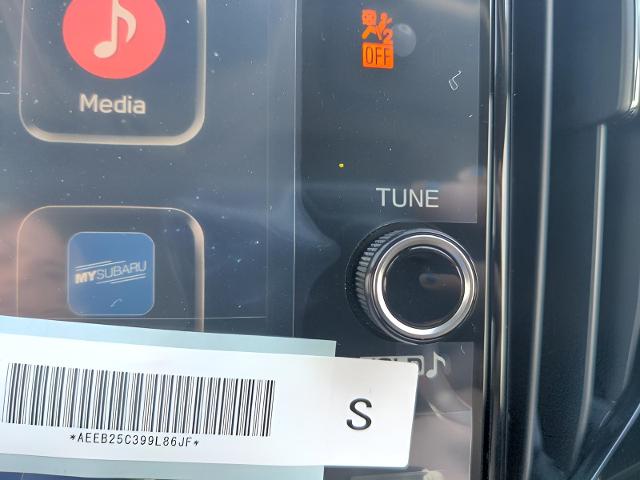 Media
OFF
TUNE
MYSUBARU
*AEEB25C399L86JF*
S